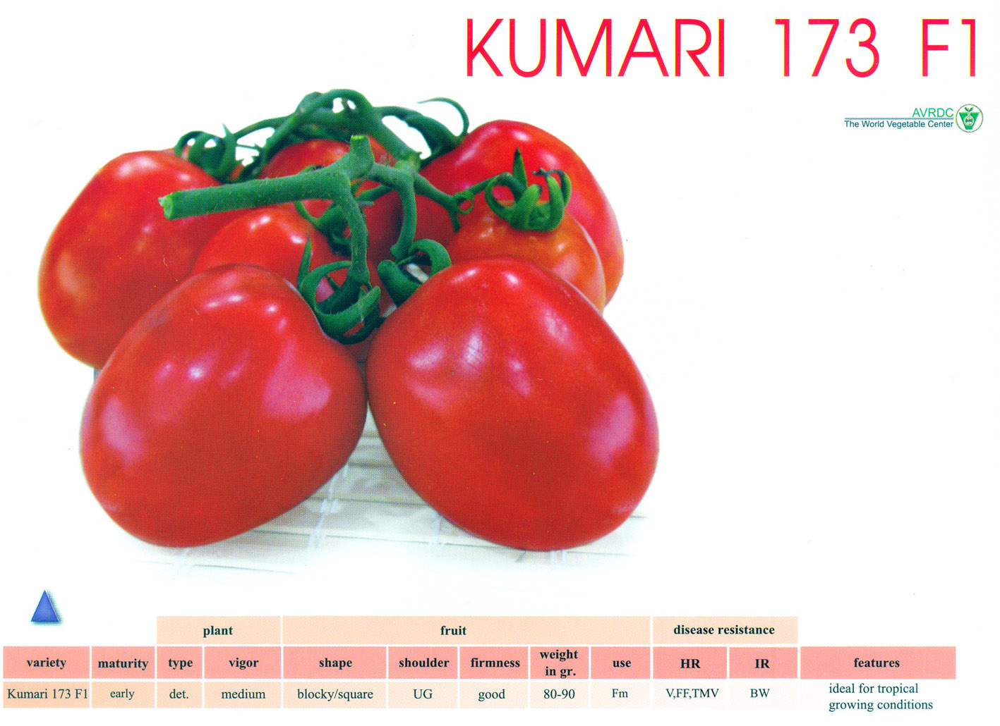 KUMARI 173 F1
AVRDC
The World Vegetable Center
plant fruit disease resistance
variety maturity type vigor shape shoulder firmness weight in gr. use HR IR features
Kumari 173 F1 early det. medium blocky/square UG good 80-90 Fm V,FF,TMV BW ideal for tropical
growing conditions